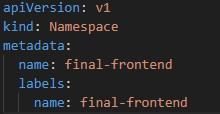 apiVersion: v1
kind: Namespace
metadata:
  name: final-frontend
  labels:
    name: final-frontend